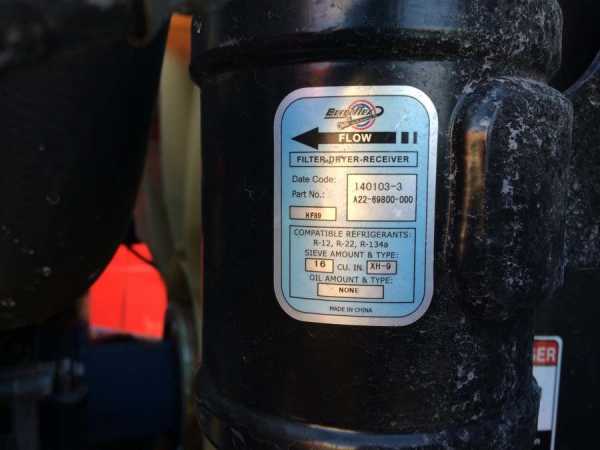 FLOW
FILTER-DRYER-RECEIVER
Date Code: 140103-3
Part No.: A22-69800-000
COMPATIBLE REFRIGERANTS:
R-12, R-22, R-134a
SIEVE AMOUNT & TYPE:
16 CU. IN. XH-9
OIL AMOUNT & TYPE:
NONE
MADE IN CHINA